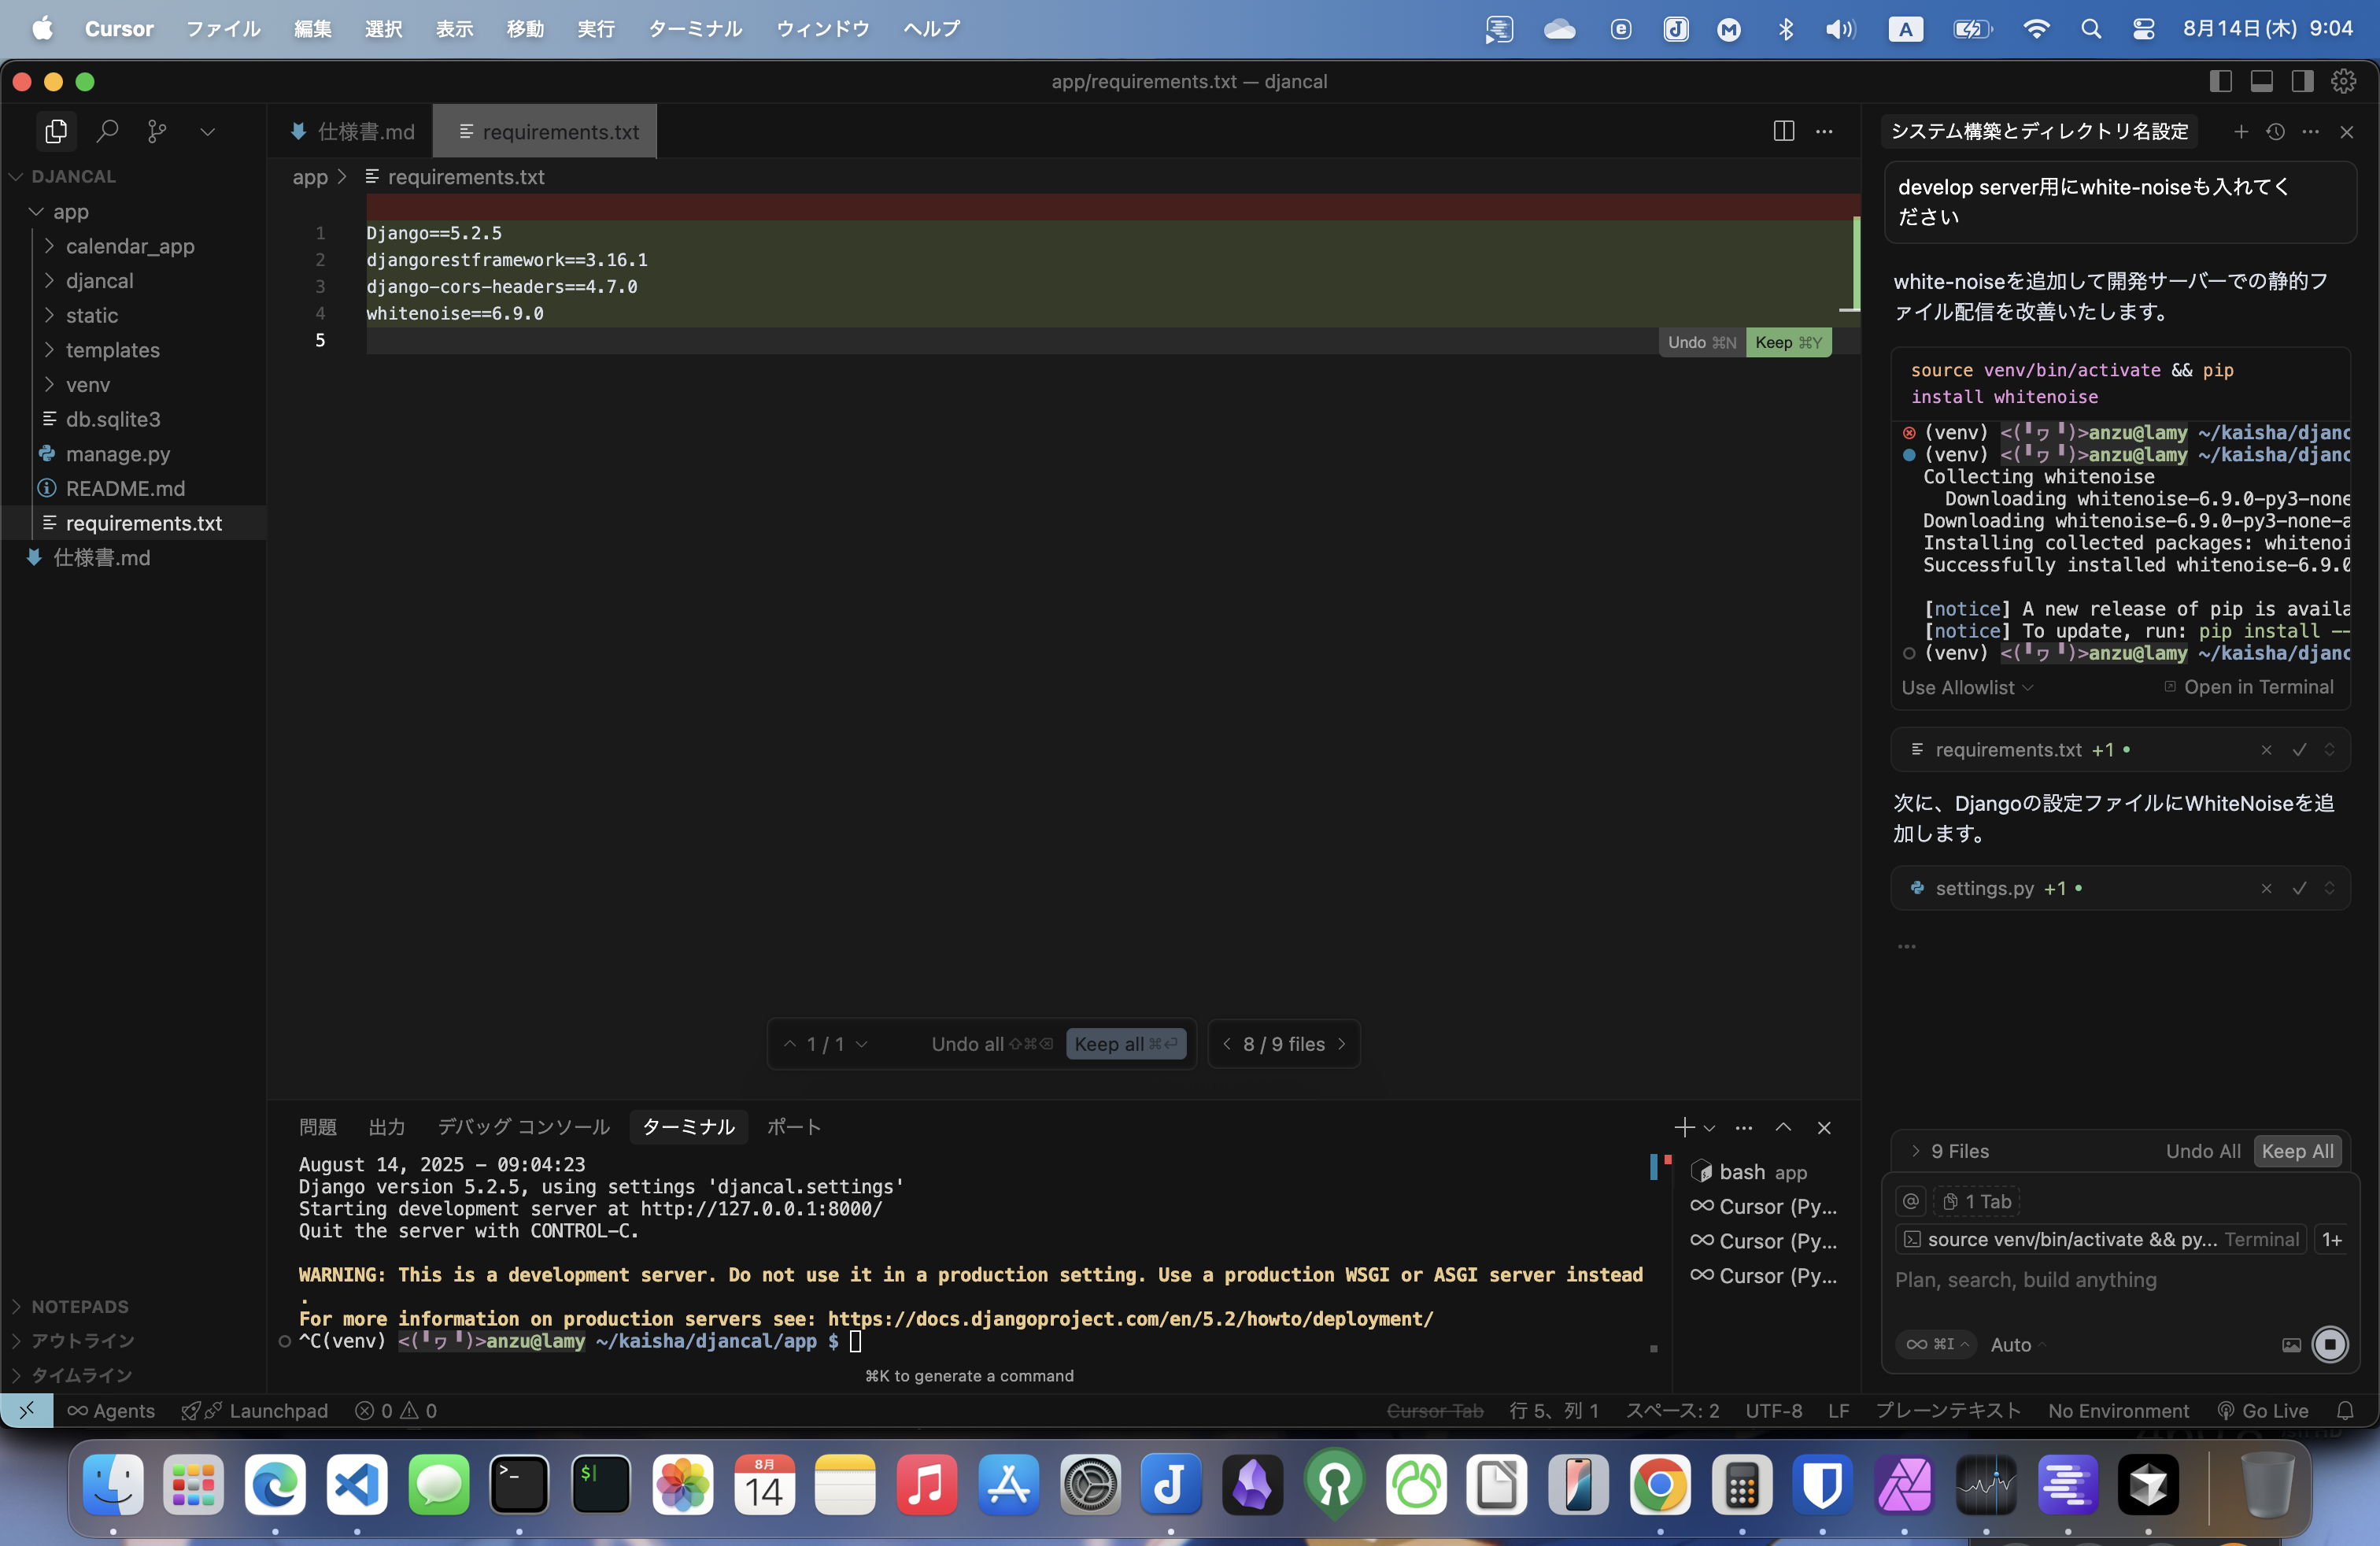 Cursor ファイル 編集 選択 表示 移動 実行 ターミナル ウィンドウ ヘルプ
A 8月14日(木) 9:04
app/requirements.txt — djancal
DJANCAL
app
calendar_app
djancal
static
templates
venv
db.sqlite3
manage.py
README.md
requirements.txt
仕様書.md
NOTEPADS
アウトライン
タイムライン
仕様書.md requirements.txt
app requirements.txt
1 Django==5.2.5
2 djangorestframework==3.16.1
3 django-cors-headers==4.7.0
4 whitenoise==6.9.0
5
Undo ⌘N Keep ⌘Y
1 / 1 Undo all ⇧⌘⌫ Keep all ⌘⏎ 8 / 9 files
問題 出力 デバッグ コンソール ターミナル ポート
August 14, 2025 - 09:04:23
Django version 5.2.5, using settings 'djancal.settings'
Starting development server at http://127.0.0.1:8000/
Quit the server with CONTROL-C.
WARNING: This is a development server. Do not use it in a production setting. Use a production WSGI or ASGI server instead
.
For more information on production servers see: https://docs.djangoproject.com/en/5.2/howto/deployment/
^C(venv) <(╹ヮ╹)>anzu@lamy ~/kaisha/djancal/app $
⌘K to generate a command
bash app
Cursor (Py...
Cursor (Py...
Cursor (Py...
システム構築とディレクトリ名設定
develop server用にwhite-noiseも入れてく
ださい
white-noiseを追加して開発サーバーでの静的フ
ァイル配信を改善いたします。
source venv/bin/activate && pip
install whitenoise
(venv) <(╹ヮ╹)>anzu@lamy ~/kaisha/djanc
(venv) <(╹ヮ╹)>anzu@lamy ~/kaisha/djanc
Collecting whitenoise
Downloading whitenoise-6.9.0-py3-none
Downloading whitenoise-6.9.0-py3-none-a
Installing collected packages: whitenoi
Successfully installed whitenoise-6.9.0
[notice] A new release of pip is availa
[notice] To update, run: pip install --
(venv) <(╹ヮ╹)>anzu@lamy ~/kaisha/djanc
Use Allowlist Open in Terminal
requirements.txt +1
次に、Djangoの設定ファイルにWhiteNoiseを追
加します。
settings.py +1
9 Files Undo All Keep All
@ 1 Tab
source venv/bin/activate && py... Terminal 1+
Plan, search, build anything
⌘I Auto
Agents Launchpad 0 0
Cursor Tab 行 5、列 1 スペース: 2 UTF-8 LF プレーンテキスト No Environment Go Live
8月
14